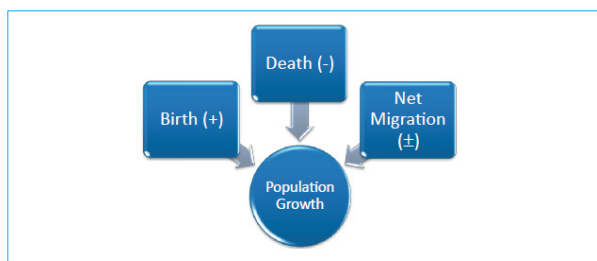 Death (-)
Birth (+)
Net
Migration
(±)
Population
Growth